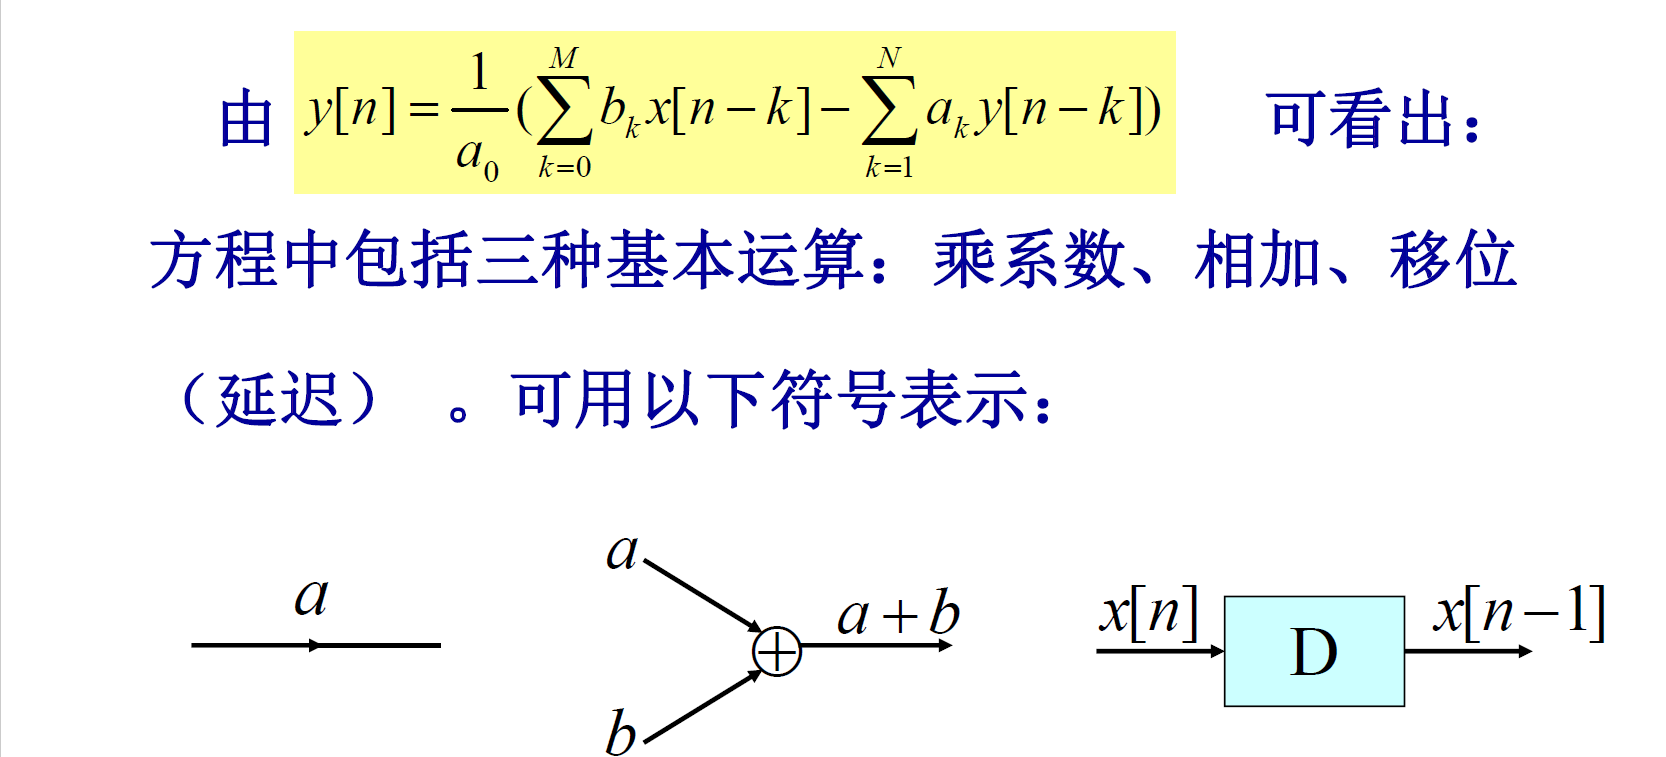 由 y[n] = \frac{1}{a_0}(\sum_{k=0}^{M} b_k x[n-k] - \sum_{k=1}^{N} a_k y[n-k]) 可看出：
方程中包括三种基本运算：乘系数、相加、移位
（延迟） 。可用以下符号表示：
a
a
b
a+b
x[n]
D
x[n-1]